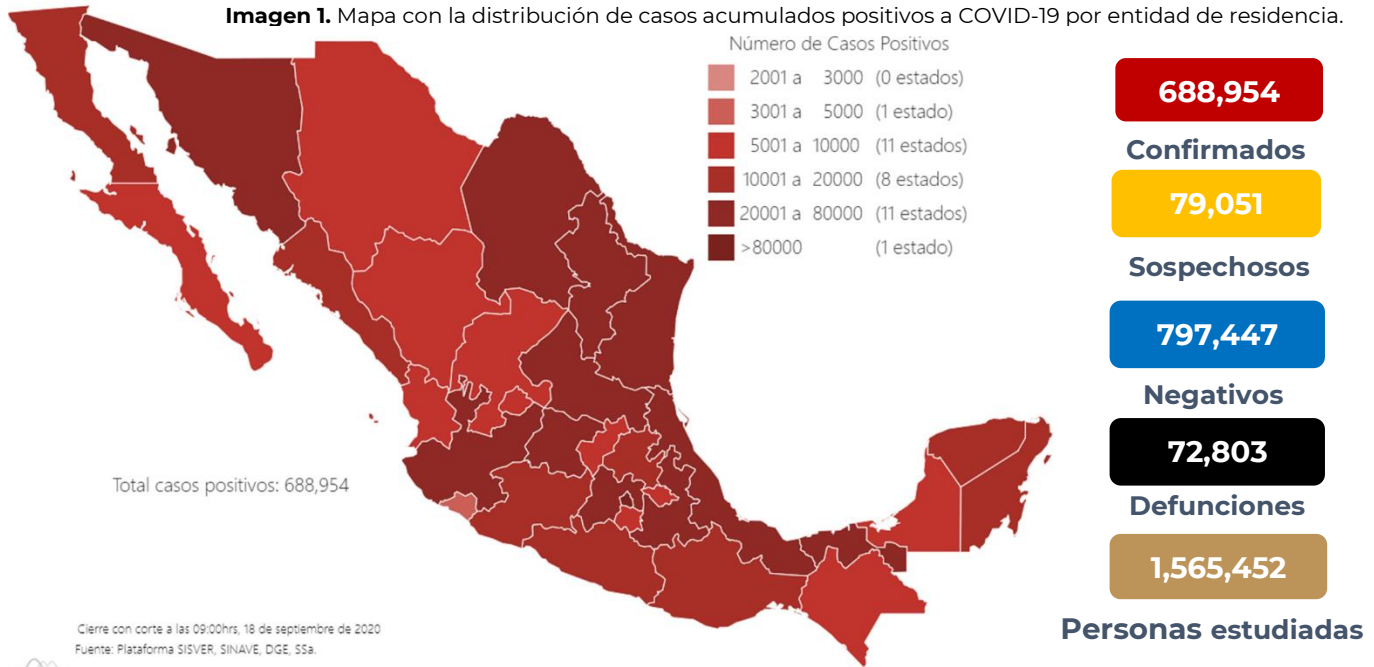 Imagen 1. Mapa con la distribución de casos acumulados positivos a COVID-19 por entidad de residencia.
Número de Casos Positivos
2001 a 3000 (0 estados)
3001 a 5000 (1 estado)
5001 a 10000 (11 estados)
10001 a 20000 (8 estados)
20001 a 80000 (11 estados)
>80000 (1 estado)
688,954
Confirmados
79,051
Sospechosos
797,447
Negativos
72,803
Defunciones
1,565,452
Personas estudiadas
Total casos positivos: 688,954
Cierre con corte a las 09:00hrs, 18 de septiembre de 2020
Fuente: Plataforma SISVER, SINAVE, DGE, SSa.